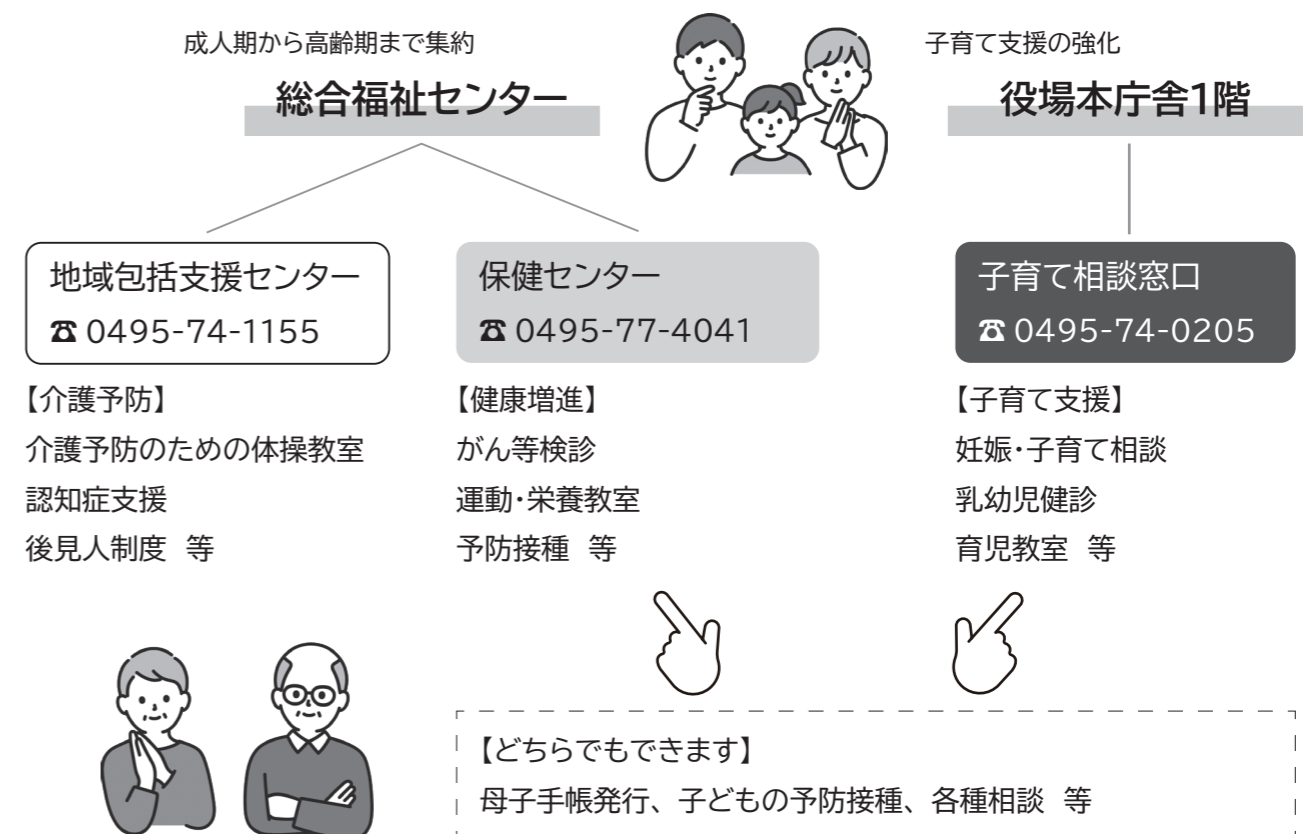 成人期から高齢期まで集約
総合福祉センター
子育て支援の強化
役場本庁舎1階
地域包括支援センター
☎0495-74-1155
【介護予防】
介護予防のための体操教室
認知症支援
後見人制度 等
保健センター
☎0495-77-4041
【健康増進】
がん等検診
運動・栄養教室
予防接種 等
子育て相談窓口
☎0495-74-0205
【子育て支援】
妊娠・子育て相談
乳幼児健診
育児教室 等
【どちらでもできます】
母子手帳発行、子どもの予防接種、各種相談 等